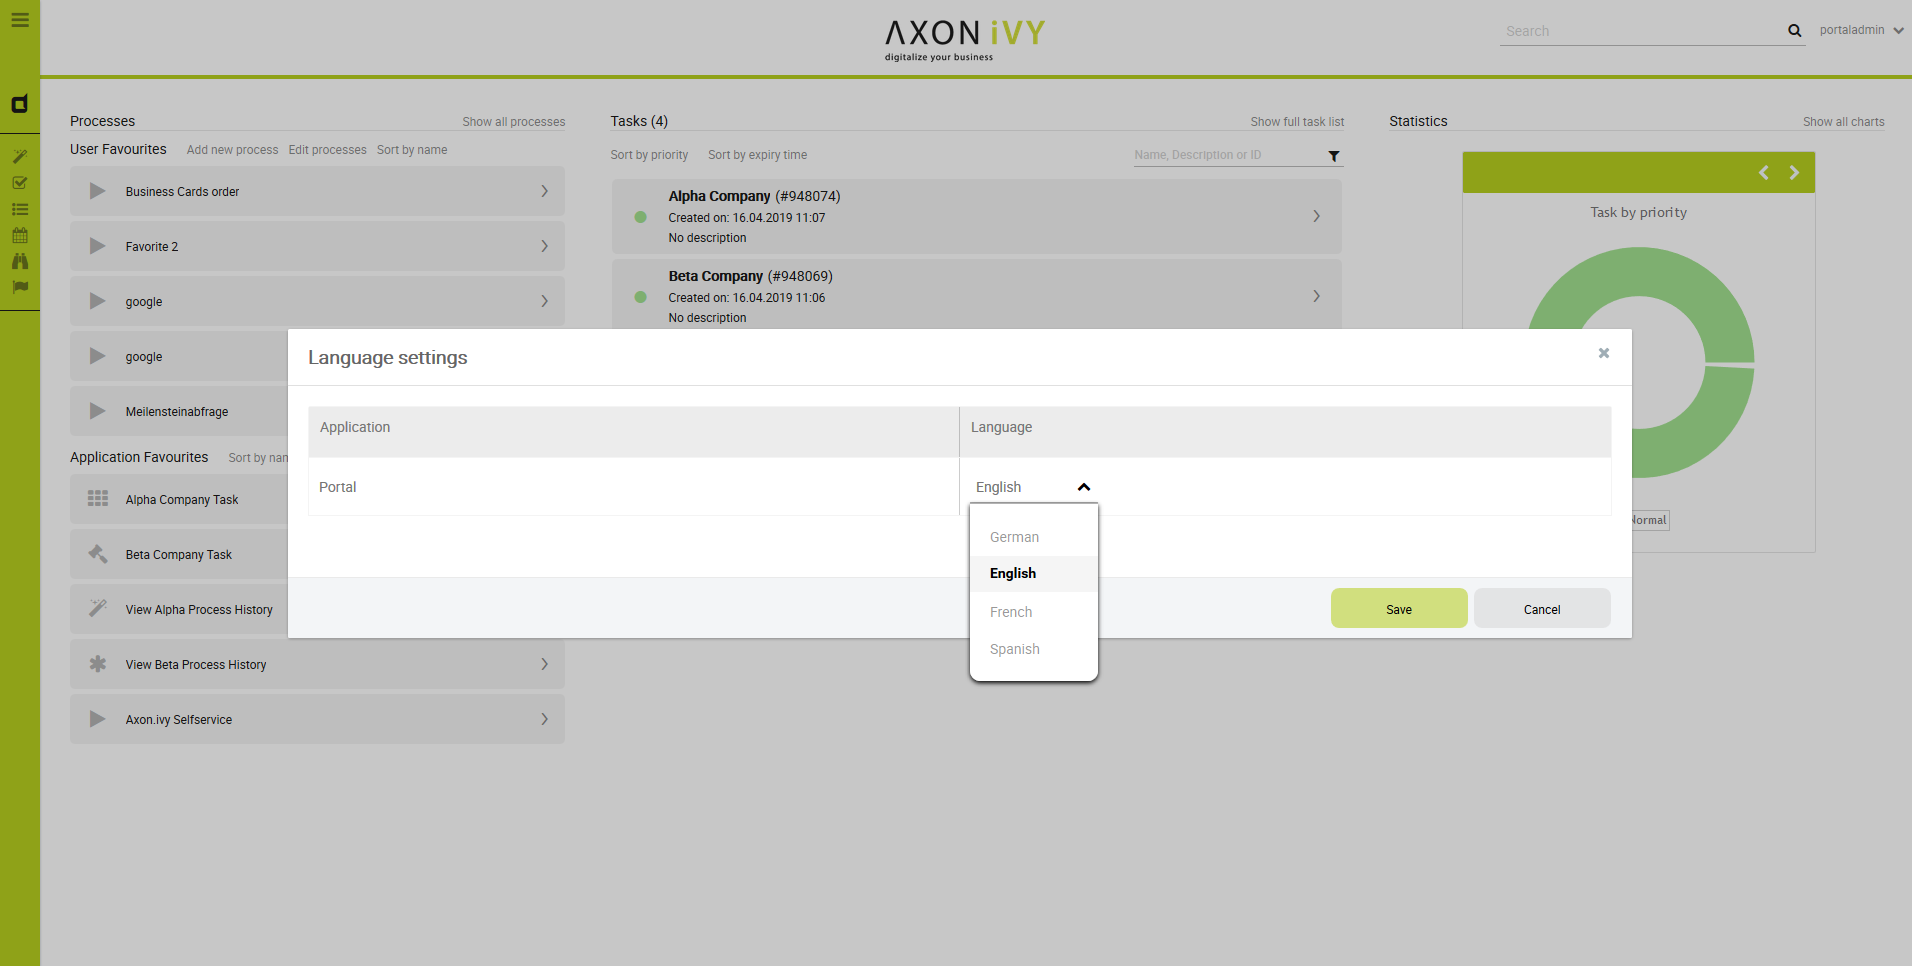 AXON iVY
digitalize your business
Search
portaladmin
Processes
Show all processes
User Favourites
Add new process
Edit processes
Sort by name
Business Cards order
Favorite 2
google
google
Meilensteinabfrage
Application Favourites
Sort by nan
Alpha Company Task
Beta Company Task
View Alpha Process History
View Beta Process History
Axon.ivy Selfservice
Tasks (4)
Show full task list
Sort by priority
Sort by expiry time
Name, Description or ID
Alpha Company (#948074)
Created on: 16.04.2019 11:07
No description
Beta Company (#948069)
Created on: 16.04.2019 11:06
No description
Statistics
Show all charts
Task by priority
Normal
Language settings
Application
Language
Portal
English
German
English
French
Spanish
Save
Cancel